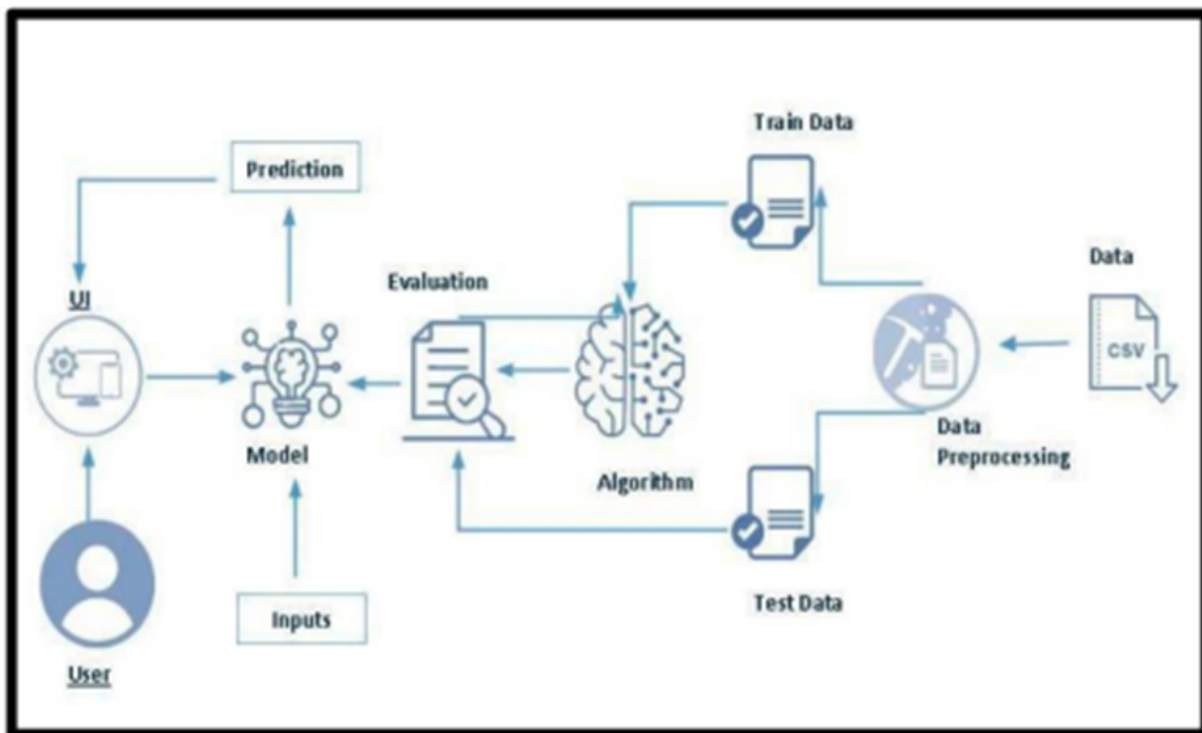 Train Data
Prediction
Data
Evaluation
UI
CSV
Data
Preprocessing
Model
Algorithm
Test Data
Inputs
User